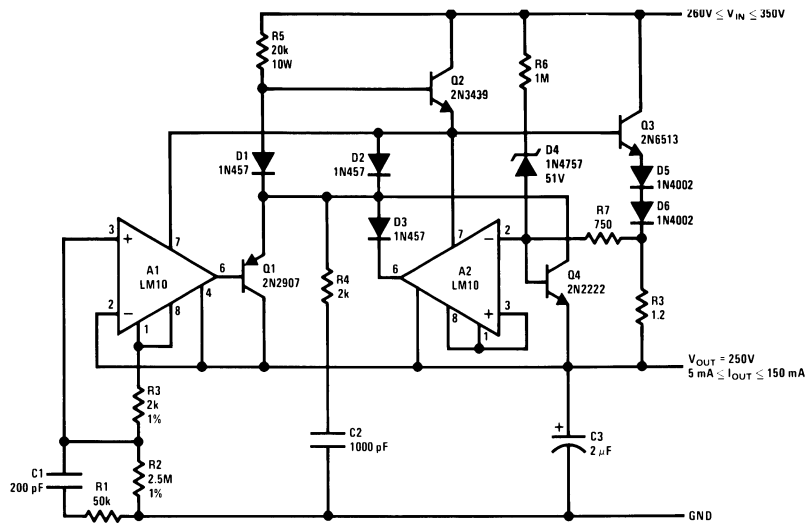 260V ≤ VIN ≤ 350V
R5
20k
10W
R6
1M
Q2
2N3439
Q3
2N6513
D1
1N457
D2
1N457
D4
1N4757
51V
D5
1N4002
D6
1N4002
R7
750
D3
1N457
3
+
7
A1
LM10
6
2
−
4
1
8
Q1
2N2907
R4
2k
7
2
−
6
A2
LM10
+
3
8
1
Q4
2N2222
R3
1.2
VOUT = 250V
5 mA ≤ IOUT ≤ 150 mA
R3
2k
1%
R2
2.5M
1%
C1
200 pF
R1
50k
C2
1000 pF
+
C3
2 μF
GND